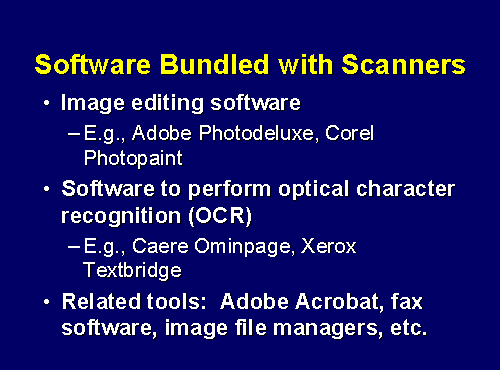 Software Bundled with Scanners
• Image editing software
– E.g., Adobe Photodeluxe, Corel
Photopaint
• Software to perform optical character
recognition (OCR)
– E.g., Caere Ominpage, Xerox
Textbridge
• Related tools:  Adobe Acrobat, fax
software, image file managers, etc.